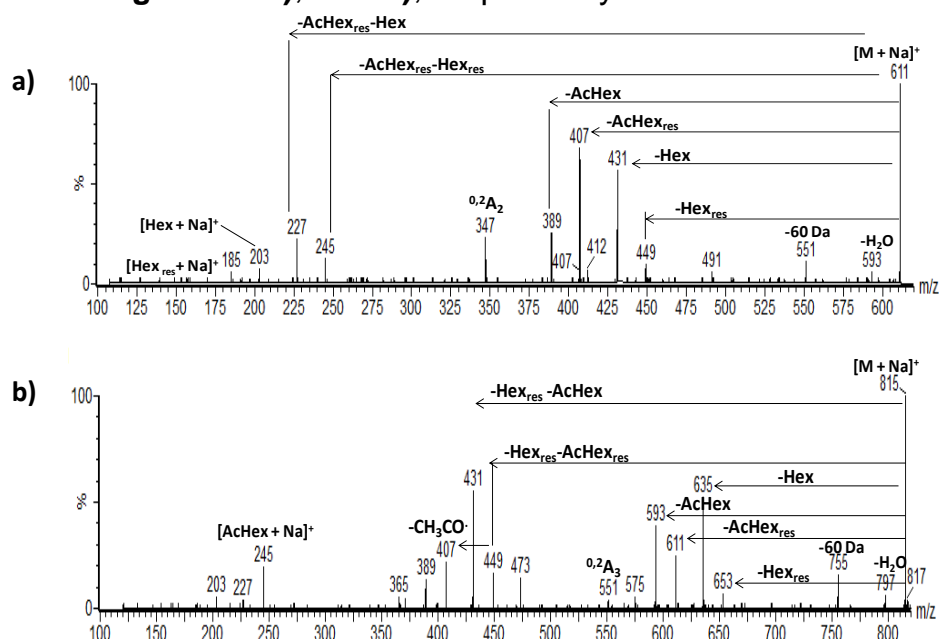 -AcHexres-Hex
[M + Na]+
a)
-AcHexres-Hexres
611
100
-AcHex
-AcHexres
407
431
-Hex
%
0,2A2
-Hexres
[Hex + Na]+
347
389
-60 Da
227
-H2O
245
407
412
449
551
[Hexres + Na]+
185
203
491
593
0
m/z
100 125 150 175 200 225 250 275 300 325 350 375 400 425 450 475 500 525 550 575 600
[M + Na]+
b)
815
100
-Hexres -AcHex
-Hexres-AcHexres
431
635
-Hex
%
593
-AcHex
-CH3CO·
-AcHexres
[AcHex + Na]+
407
611
-60 Da
245
0,2A3
755
-H2O
389
449
473
-Hexres
797
203
227
365
551
575
653
817
0
m/z
100 150 200 250 300 350 400 450 500 550 600 650 700 750 800